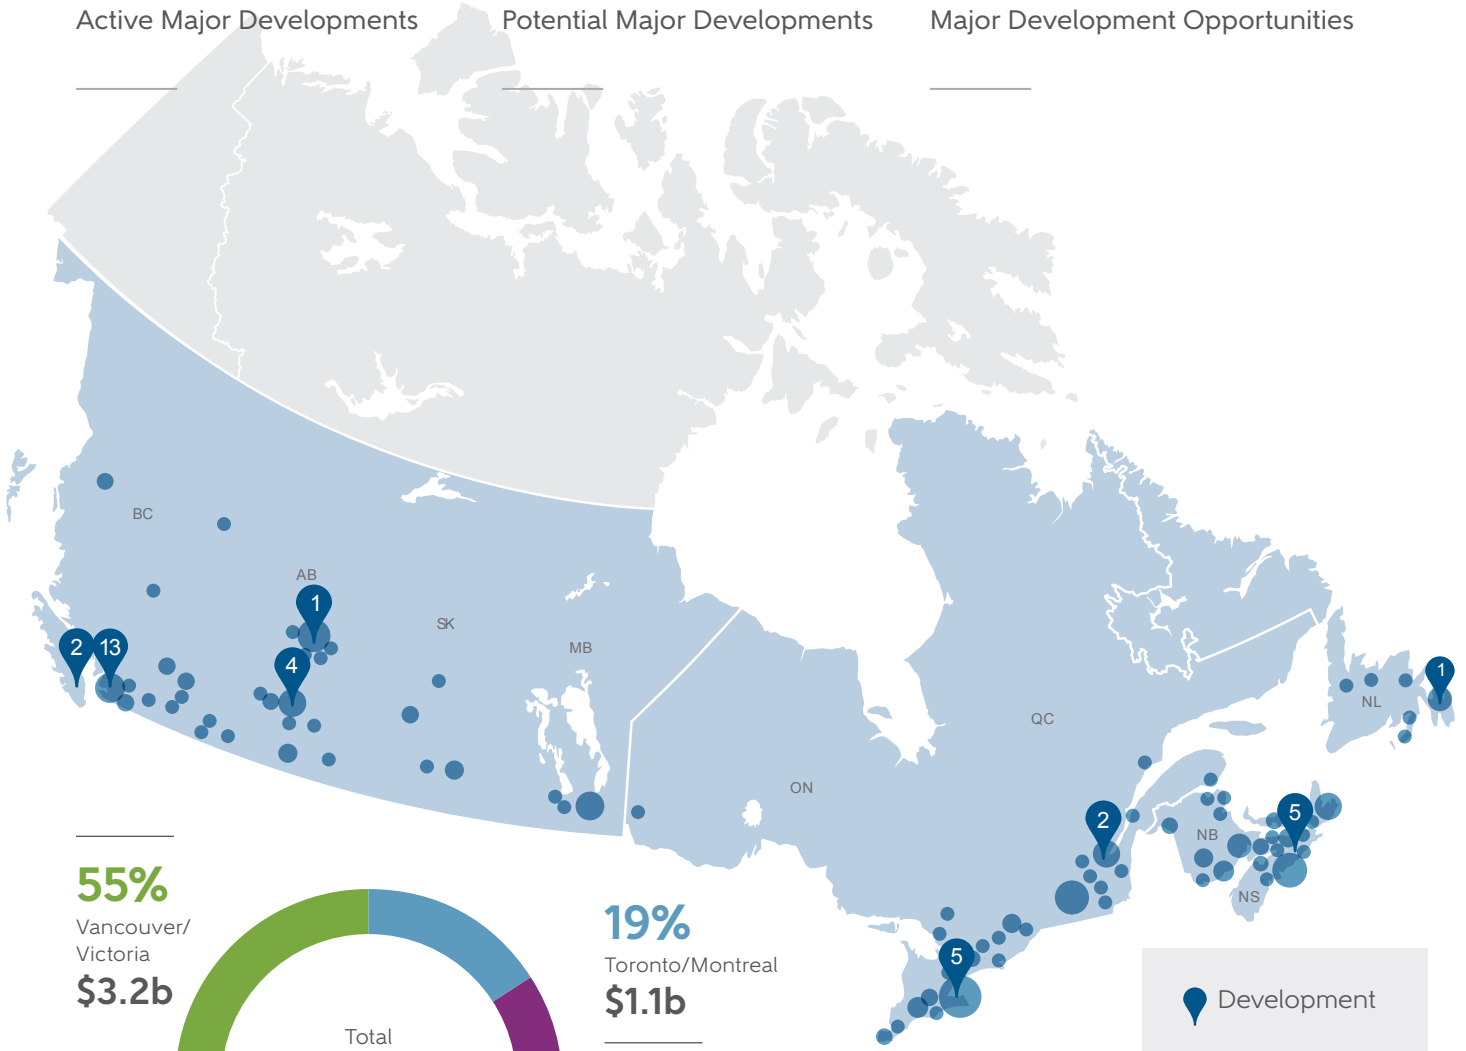 Active Major Developments
Potential Major Developments
Major Development Opportunities
BC
AB
1
SK
2
13
4
MB
1
NL
QC
ON
2
5
NB
NS
5
55%
Vancouver/
Victoria
$3.2b
Total
19%
Toronto/Montreal
$1.1b
Development